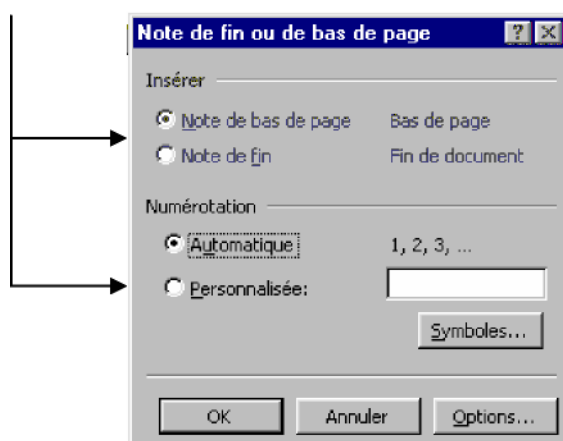 Note de fin ou de bas de page
Insérer
Note de bas de page Bas de page
Note de fin Fin de document
Numérotation
Automatique 1, 2, 3, ...
Personnalisée:
Symboles...
OK Annuler Options...